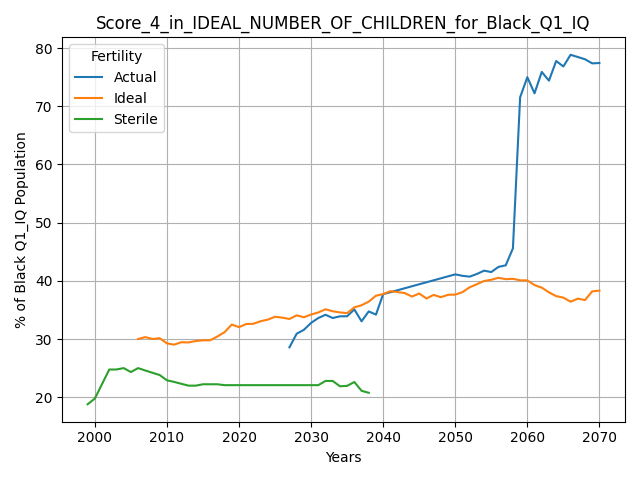 Score_4_in_IDEAL_NUMBER_OF_CHILDREN_for_Black_Q1_IQ
Fertility
Actual
Ideal
Sterile
% of Black Q1_IQ Population
80
70
60
50
40
30
20
2000 2010 2020 2030 2040 2050 2060 2070
Years